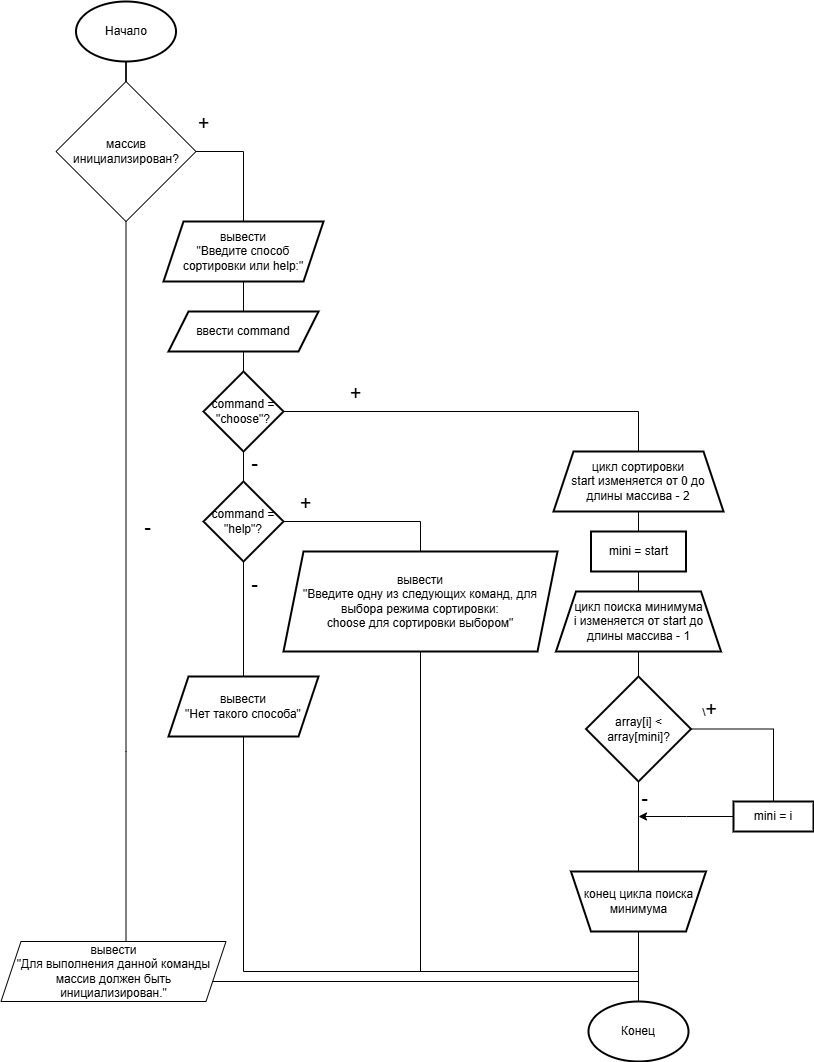 Начало
+
массив
инициализирован?
вывести
"Введите способ
сортировки или help:"
ввести command
+
command =
"choose"?
-
цикл сортировки
start изменяется от 0 до
длины массива - 2
+
command =
"help"?
-
mini = start
-
вывести
"Введите одну из следующих команд, для
выбора режима сортировки:
choose для сортировки выбором"
цикл поиска минимума
i изменяется от start до
длины массива - 1
вывести
"Нет такого способа"
\+
array[i] <
array[mini]?
-
mini = i
конец цикла поиска
минимума
вывести
"Для выполнения данной команды
массив должен быть
инициализирован."
Конец